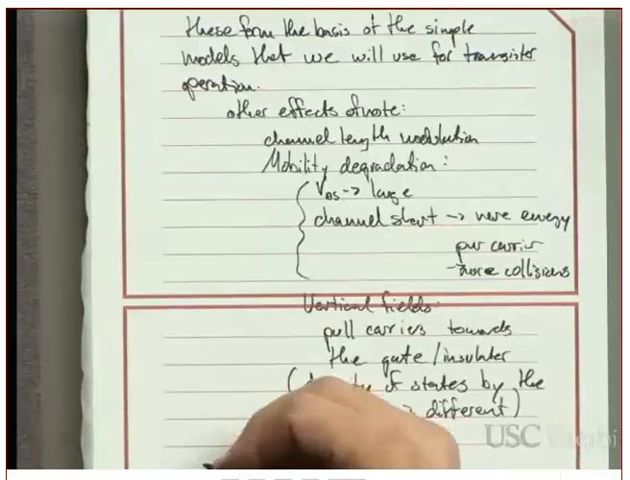 these form the basis of the simple
models that we will use for transister
operation.
other effects of note:
channel length modulation
Mobility degradation:
VDS -> large
channel short -> more energy
per carrier
-> more collisions
Vertical fields:
pull carriers towards
the gate/insulator
of states by the
different)
USC Viterbi